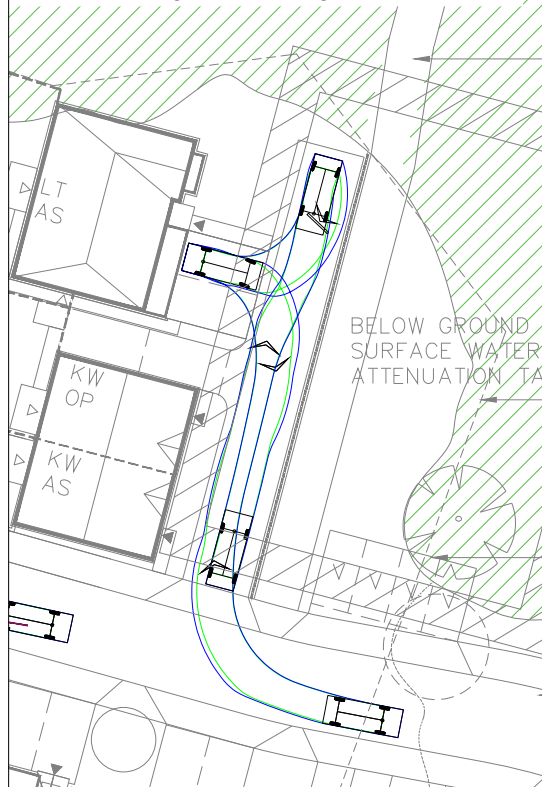 LT
AS
BELOW GROUND
SURFACE WATER
ATTENUATION TA
KW
OP
KW
AS